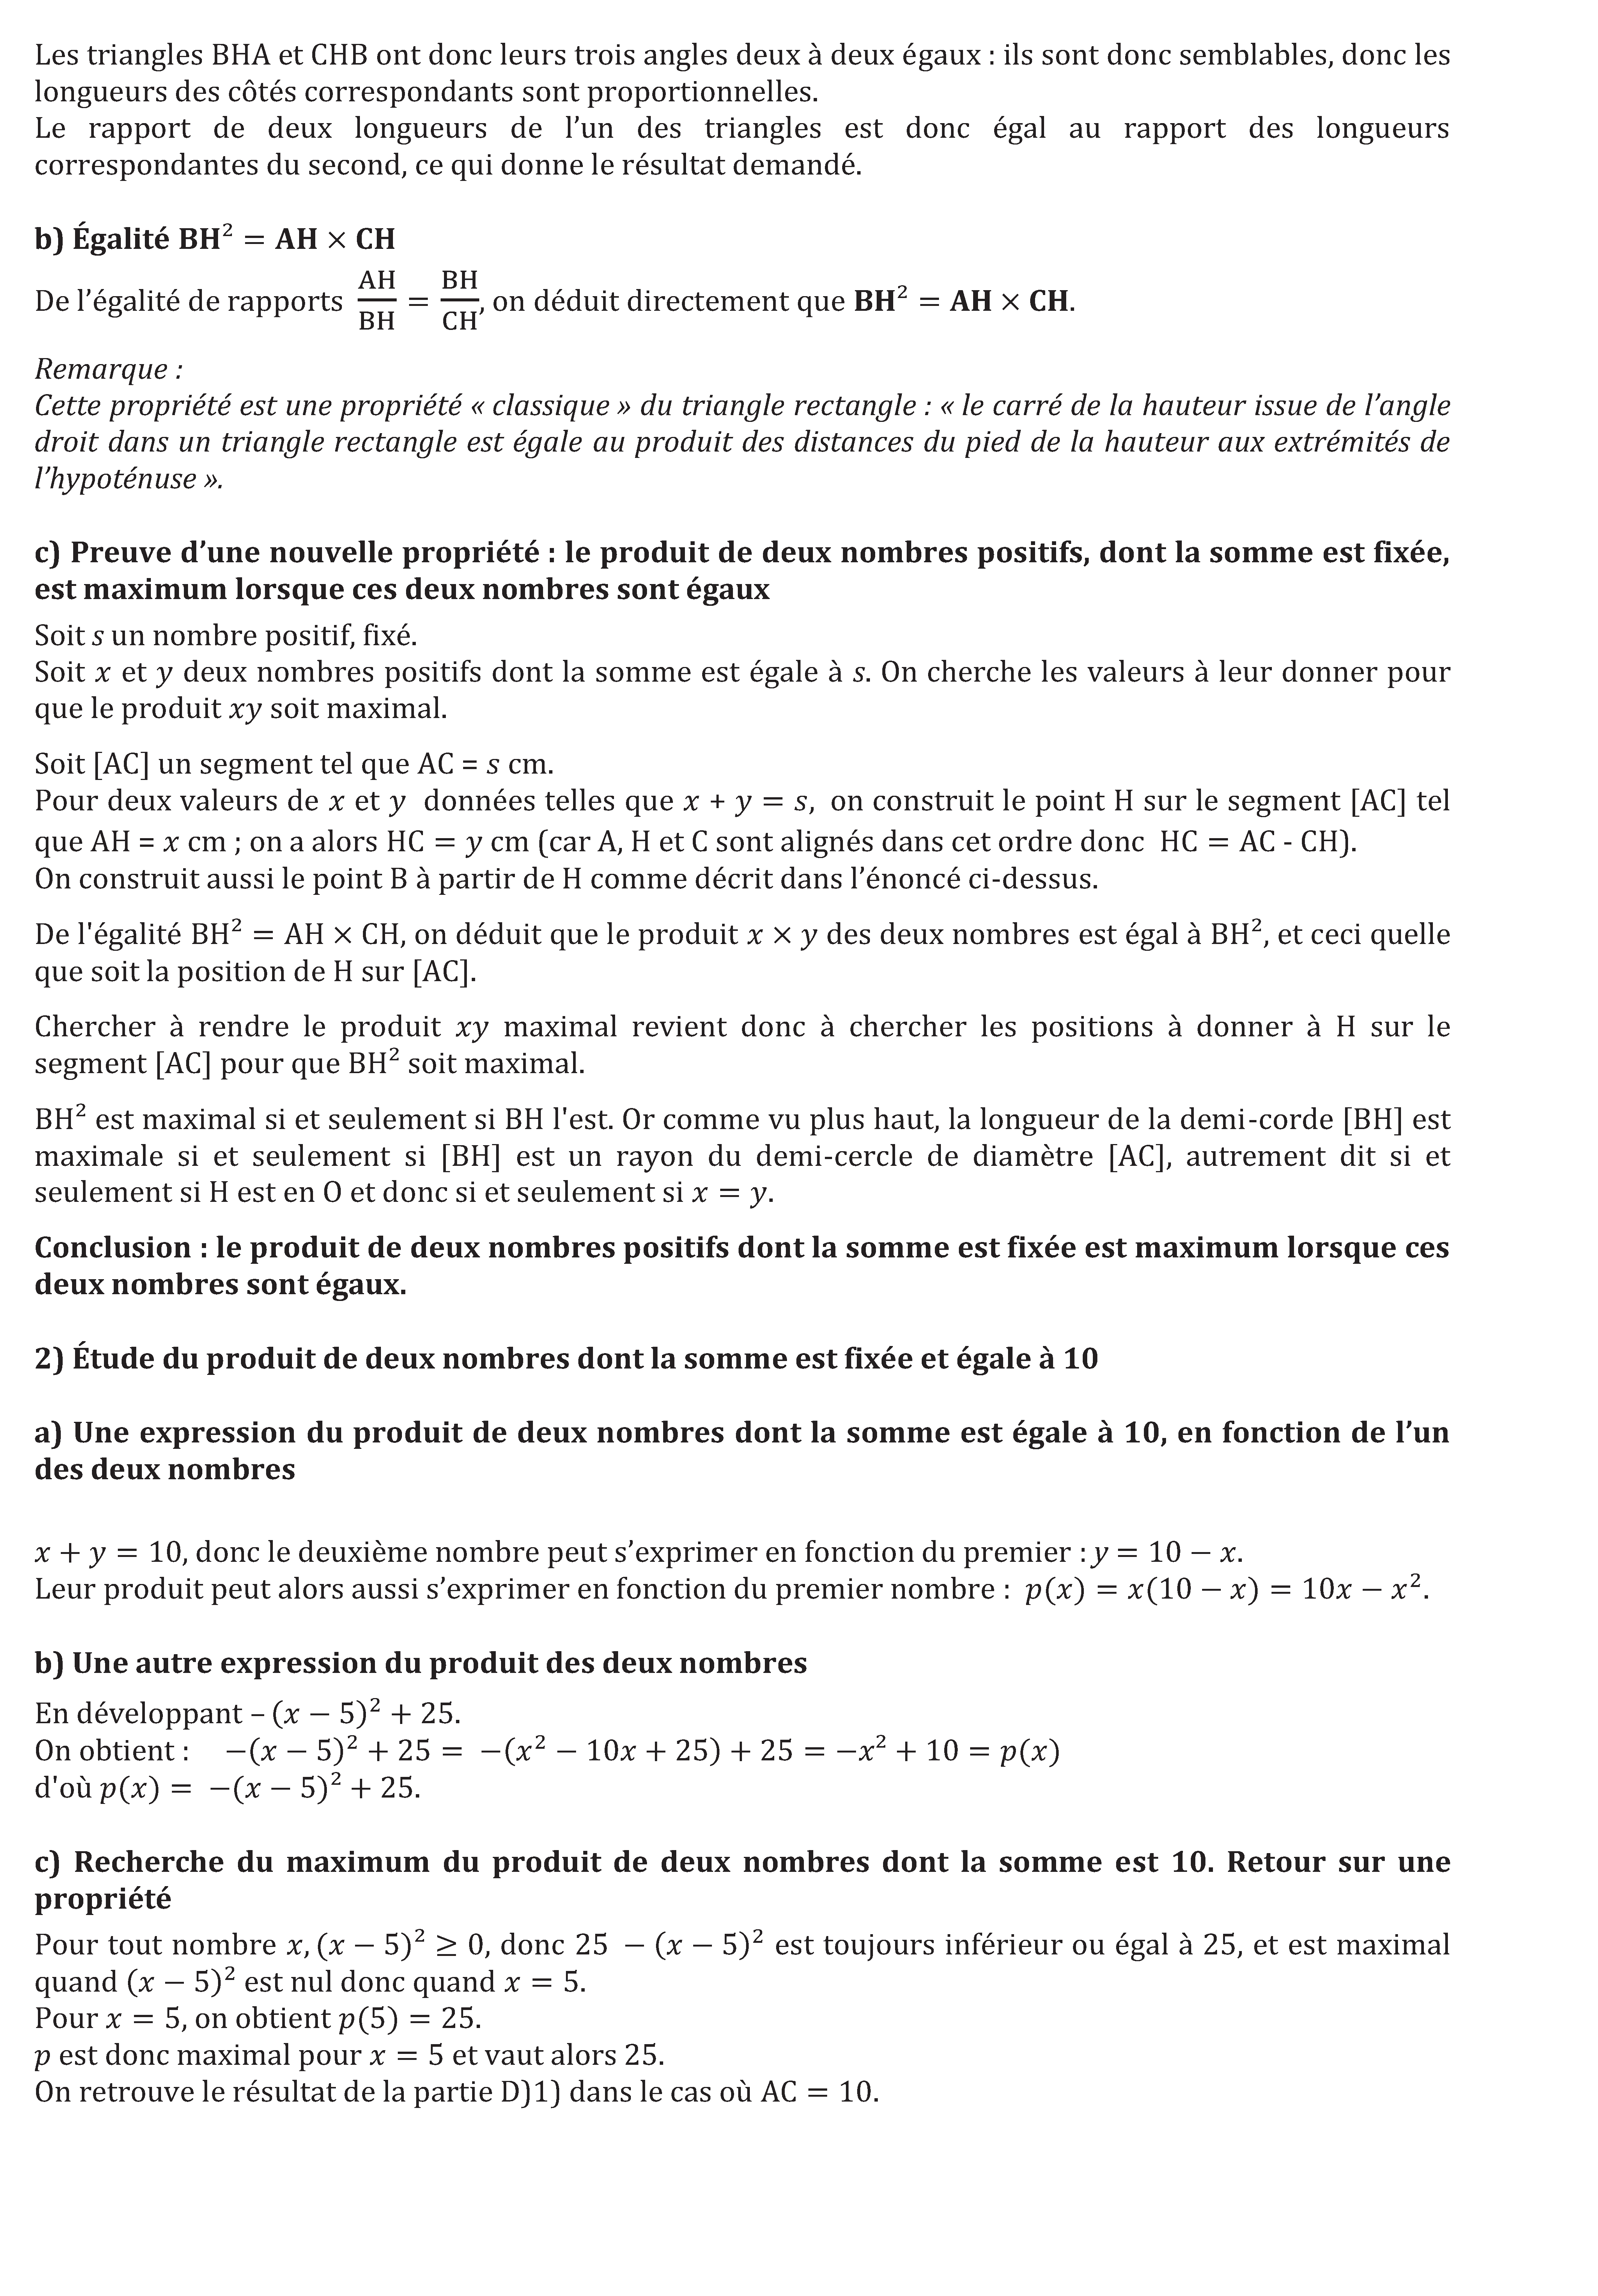 Les triangles BHA et CHB ont donc leurs trois angles deux à deux égaux : ils sont donc semblables, donc les
longueurs des côtés correspondants sont proportionnelles.
Le rapport de deux longueurs de l’un des triangles est donc égal au rapport des longueurs
correspondantes du second, ce qui donne le résultat demandé.
b) Égalité BH² = AH × CH
De l’égalité de rapports AH/BH = BH/CH, on déduit directement que BH² = AH × CH.
Remarque :
Cette propriété est une propriété « classique » du triangle rectangle : « le carré de la hauteur issue de l’angle
droit dans un triangle rectangle est égale au produit des distances du pied de la hauteur aux extrémités de
l’hypoténuse ».
c) Preuve d’une nouvelle propriété : le produit de deux nombres positifs, dont la somme est fixée,
est maximum lorsque ces deux nombres sont égaux
Soit s un nombre positif, fixé.
Soit x et y deux nombres positifs dont la somme est égale à s. On cherche les valeurs à leur donner pour
que le produit xy soit maximal.
Soit [AC] un segment tel que AC = s cm.
Pour deux valeurs de x et y données telles que x + y = s, on construit le point H sur le segment [AC] tel
que AH = x cm ; on a alors HC = y cm (car A, H et C sont alignés dans cet ordre donc HC = AC - CH).
On construit aussi le point B à partir de H comme décrit dans l’énoncé ci-dessus.
De l'égalité BH² = AH × CH, on déduit que le produit x × y des deux nombres est égal à BH², et ceci quelle
que soit la position de H sur [AC].
Chercher à rendre le produit xy maximal revient donc à chercher les positions à donner à H sur le
segment [AC] pour que BH² soit maximal.
BH² est maximal si et seulement si BH l'est. Or comme vu plus haut, la longueur de la demi-corde [BH] est
maximale si et seulement si [BH] est un rayon du demi-cercle de diamètre [AC], autrement dit si et
seulement si H est en O et donc si et seulement si x = y.
Conclusion : le produit de deux nombres positifs dont la somme est fixée est maximum lorsque ces
deux nombres sont égaux.
2) Étude du produit de deux nombres dont la somme est fixée et égale à 10
a) Une expression du produit de deux nombres dont la somme est égale à 10, en fonction de l’un
des deux nombres
x + y = 10, donc le deuxième nombre peut s’exprimer en fonction du premier : y = 10 − x.
Leur produit peut alors aussi s’exprimer en fonction du premier nombre : p(x) = x(10 − x) = 10x − x².
b) Une autre expression du produit des deux nombres
En développant – (x − 5)² + 25.
On obtient : −(x − 5)² + 25 = −(x² − 10x + 25) + 25 = −x² + 10 = p(x)
d'où p(x) = −(x − 5)² + 25.
c) Recherche du maximum du produit de deux nombres dont la somme est 10. Retour sur une
propriété
Pour tout nombre x, (x − 5)² ≥ 0, donc 25 − (x − 5)² est toujours inférieur ou égal à 25, et est maximal
quand (x − 5)² est nul donc quand x = 5.
Pour x = 5, on obtient p(5) = 25.
p est donc maximal pour x = 5 et vaut alors 25.
On retrouve le résultat de la partie D)1) dans le cas où AC = 10.